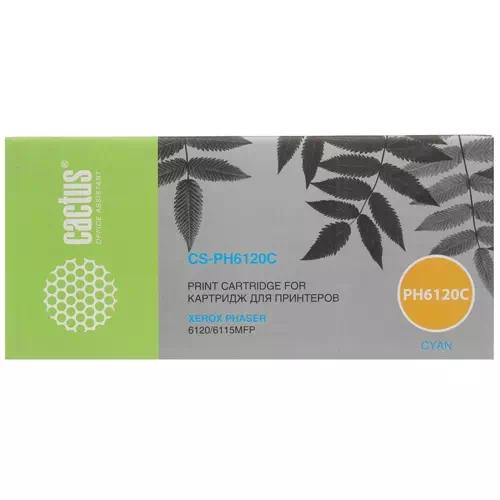 cactus®
OFFICE ASSISTANT
CS-PH6120C
PRINT CARTRIDGE FOR
КАРТРИДЖ ДЛЯ ПРИНТЕРОВ
XEROX PHASER
6120/6115MFP
PH6120C
CYAN